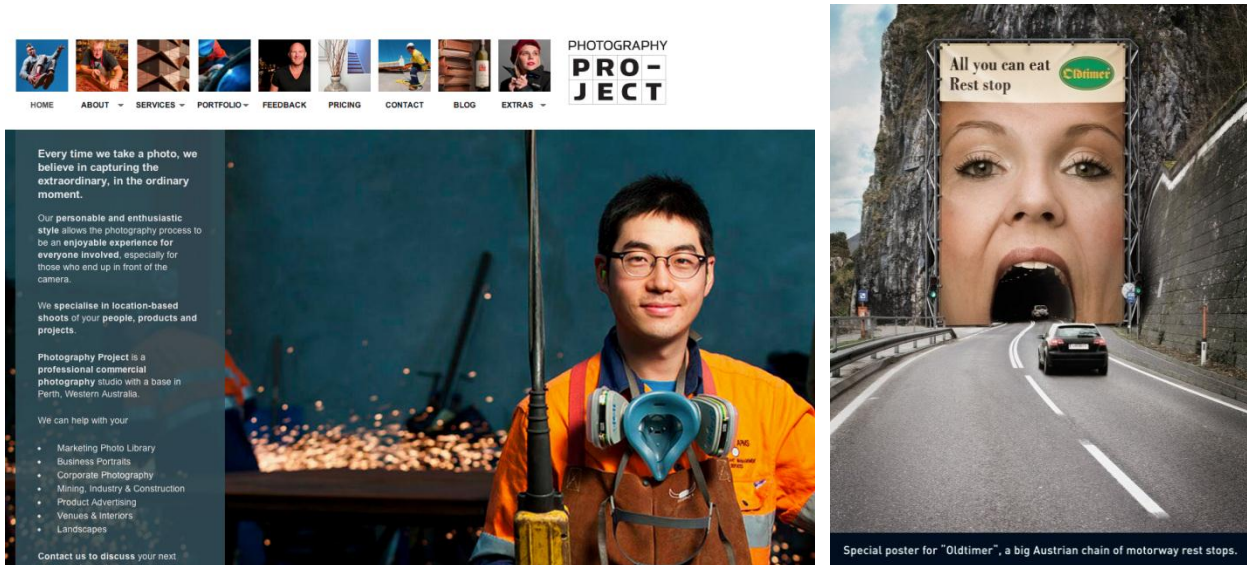 PHOTOGRAPHY
PRO-
JECT
HOME ABOUT SERVICES PORTFOLIO FEEDBACK PRICING CONTACT BLOG EXTRAS
Every time we take a photo, we
believe in capturing the
extraordinary, in the ordinary
moment.
Our personable and enthusiastic
style allows the photography process to
be an enjoyable experience for
everyone involved, especially for
those who end up in front of the
camera.
We specialise in location-based
shoots of your people, products and
projects.
Photography Project is a
professional commercial
photography studio with a base in
Perth, Western Australia.
We can help with your
• Marketing Photo Library
• Business Portraits
• Corporate Photography
• Mining, Industry & Construction
• Product Advertising
• Venues & Interiors
• Landscapes
Contact us to discuss your next
All you can eat
Rest stop
Oldtimer
Special poster for "Oldtimer", a big Austrian chain of motorway rest stops.